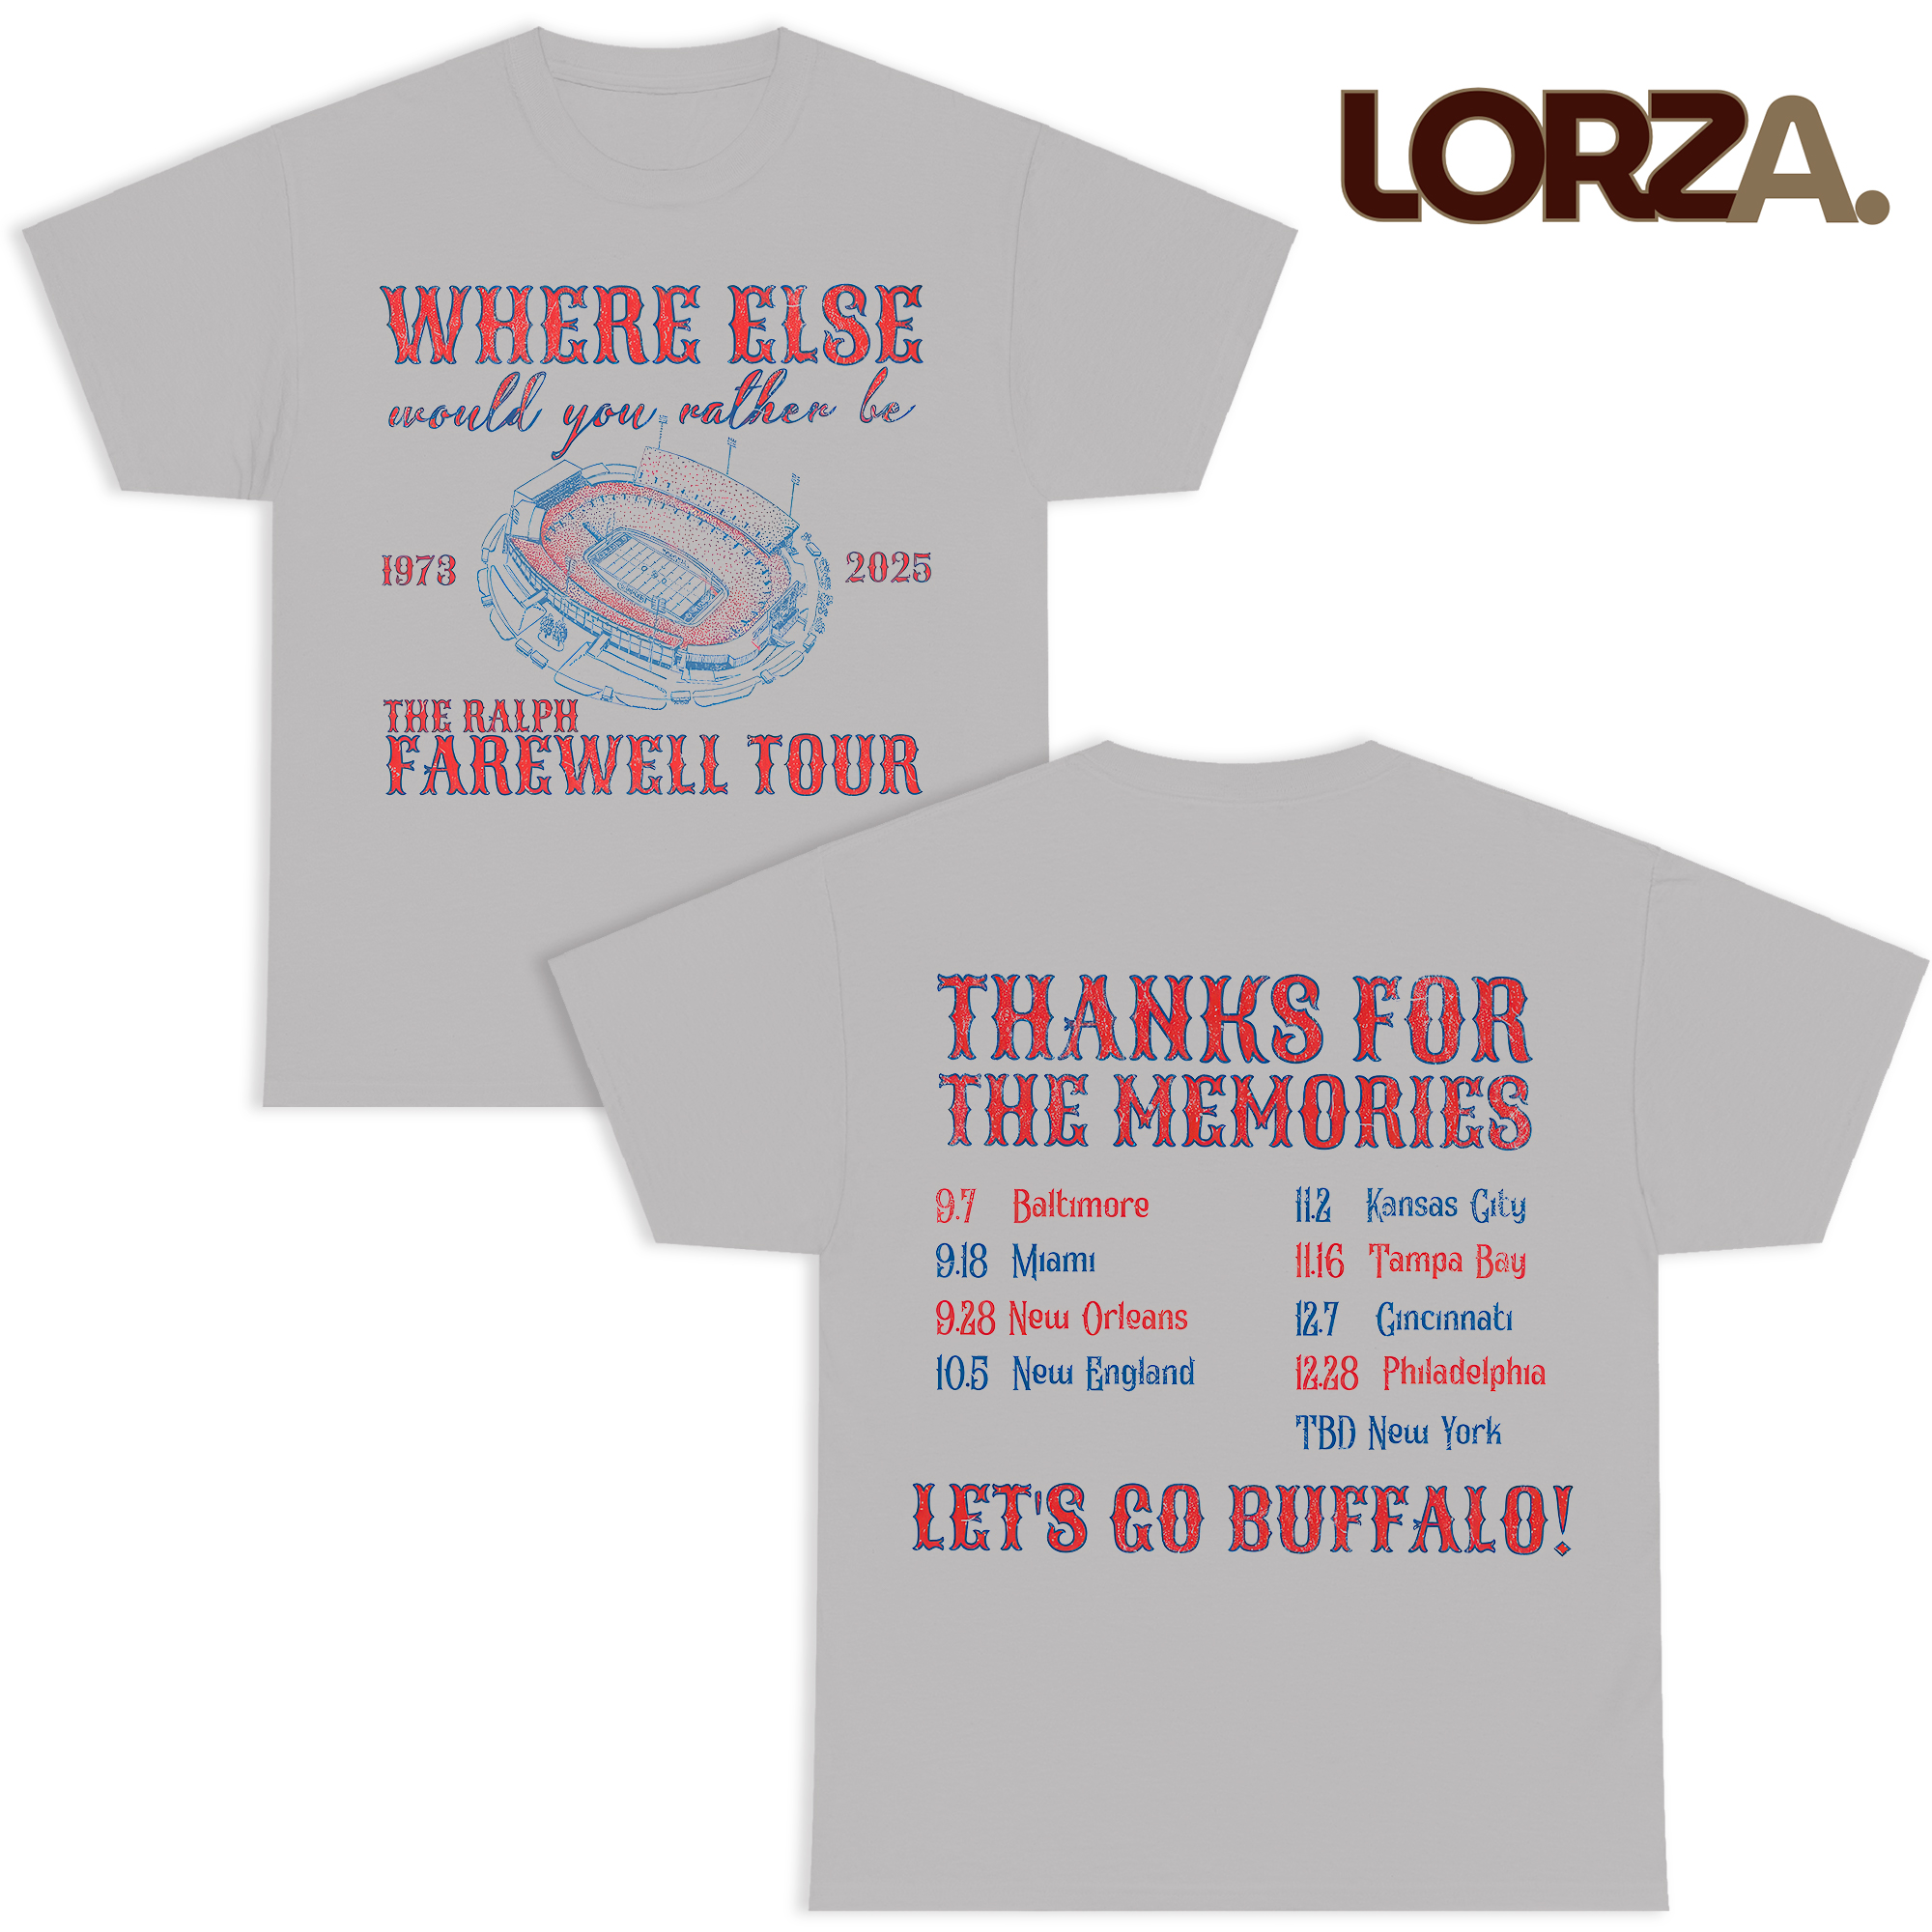 LORZA.
WHERE ELSE
would you rather be
1973
2025
THE RALPH
FAREWELL TOUR
THANKS FOR
THE MEMORIES
9.7 Baltimore
9.18 Miami
9.28 New Orleans
10.5 New England
11.2 Kansas City
11.16 Tampa Bay
12.7 Cincinnati
12.28 Philadelphia
TBD New York
LET'S GO BUFFALO!